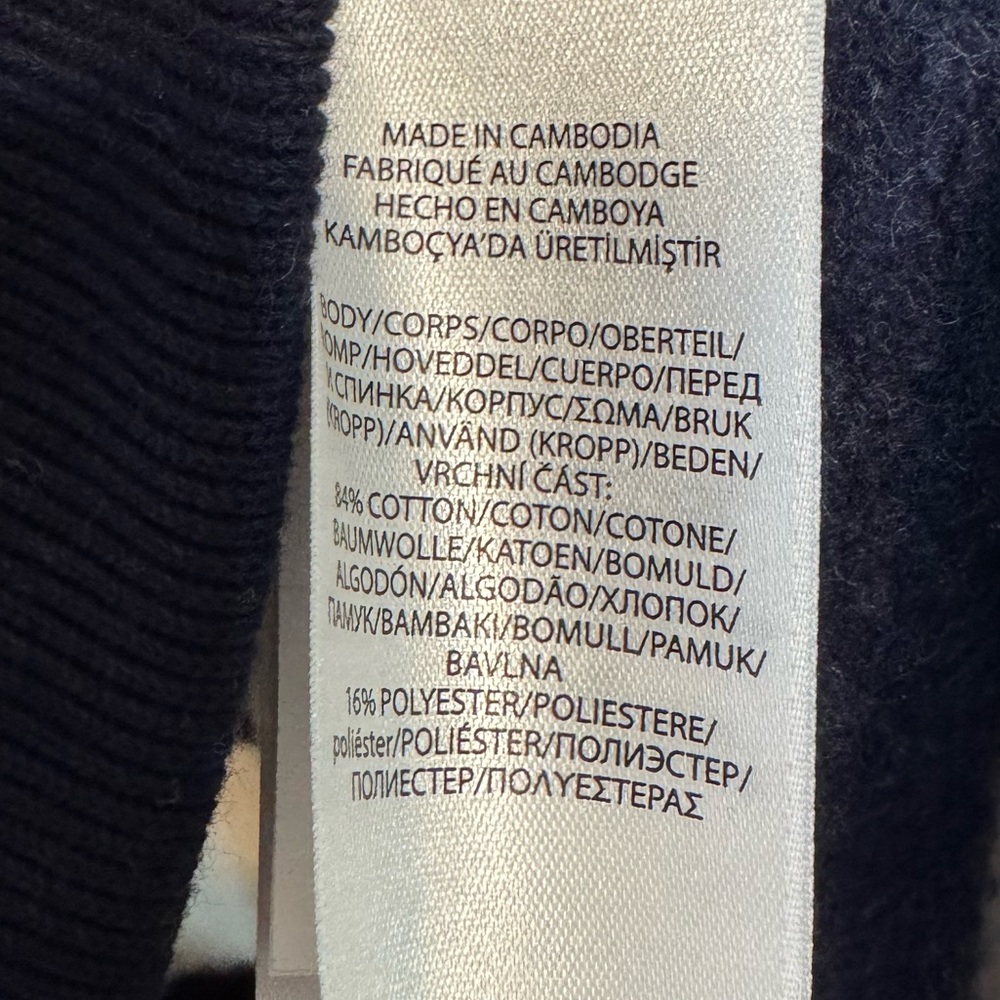 MADE IN CAMBODIA
FABRIQUÉ AU CAMBODGE
HECHO EN CAMBOYA
KAMBOÇYA'DA ÜRETİLMİŞTİR
BODY/CORPS/CORPO/OBERTEIL/
ROMP/HOVEDDEL/CUERPO/ПЕРЕД
И СПИНКА/КОРПУС/ΣΩΜΑ/BRUK
(KROPP)/ANVÄND (KROPP)/BEDEN/
VRCHNÍ ČÁST:
84% COTTON/COTON/COTONE/
BAUMWOLLE/KATOEN/BOMULD/
ALGODÓN/ALGODÃO/ХЛОПОК/
ПАМУК/BAMBAKI/BOMULL/PAMUK/
BAVLNA
16% POLYESTER/POLIESTERE/
poliéster/POLIÉSTER/ПОЛИЭСТЕР/
ПОЛИЕСТЕР/ΠΟΛΥΕΣΤΕΡΑΣ